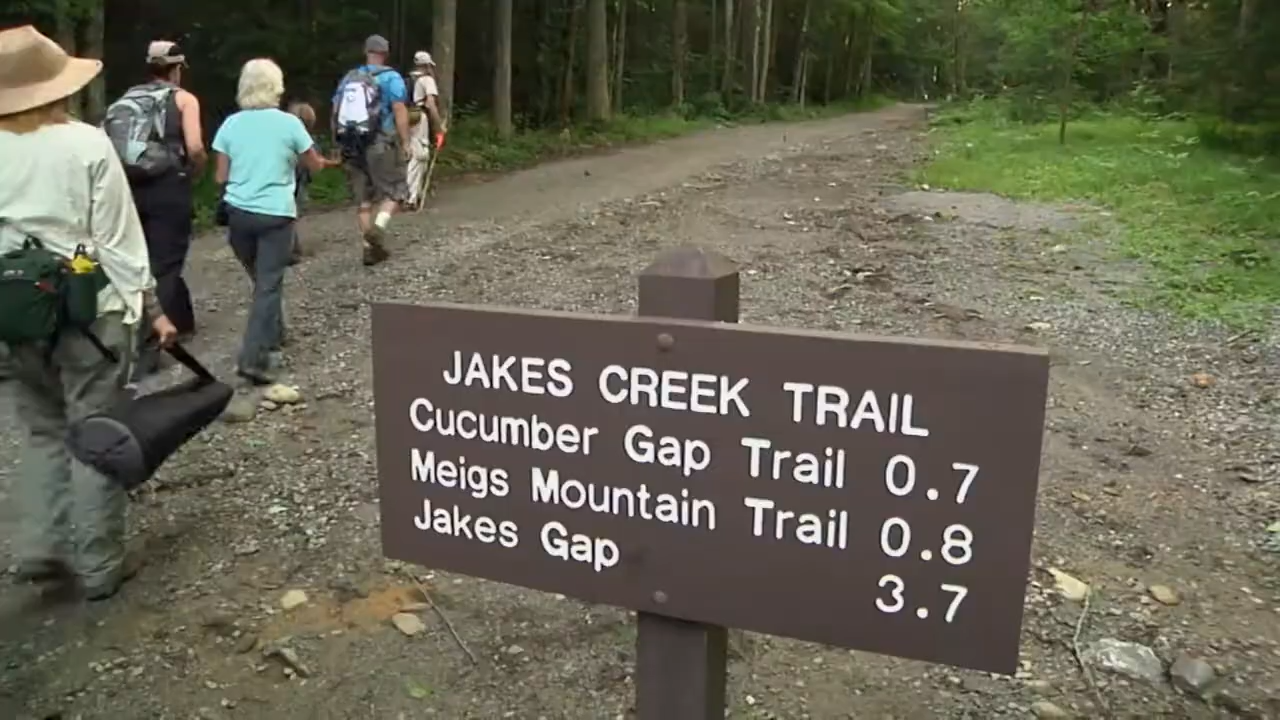 JAKES CREEK TRAIL
Cucumber Gap Trail 0.7
Meigs Mountain Trail 0.8
Jakes Gap 3.7